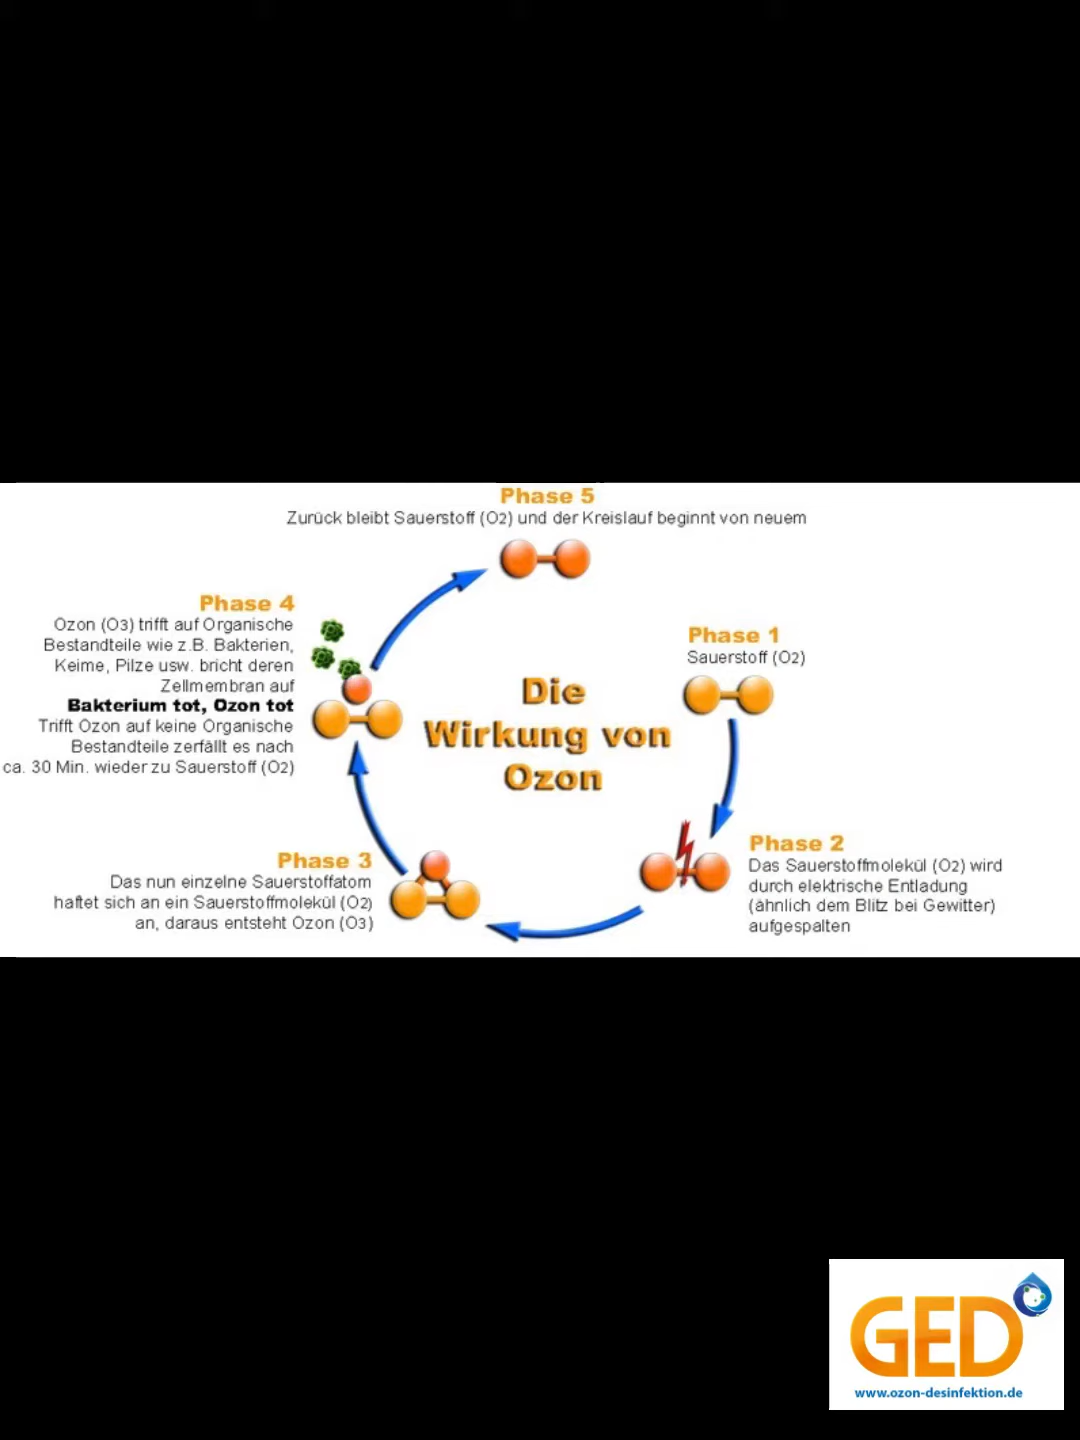 Phase 5
Zurück bleibt Sauerstoff (O2) und der Kreislauf beginnt von neuem
Phase 4
Ozon (O3) trifft auf Organische
Bestandteile wie z.B. Bakterien,
Keime, Pilze usw. bricht deren
Zellmembran auf
Bakterium tot, Ozon tot
Trifft Ozon auf keine Organische
Bestandteile zerfällt es nach
ca. 30 Min. wieder zu Sauerstoff (O2)
Phase 1
Sauerstoff (O2)
Die
Wirkung von
Ozon
Phase 2
Das Sauerstoffmolekül (O2) wird
durch elektrische Entladung
(ähnlich dem Blitz bei Gewitter)
aufgespalten
Phase 3
Das nun einzelne Sauerstoffatom
haftet sich an ein Sauerstoffmolekül (O2)
an, daraus entsteht Ozon (O3)
GED
www.ozon-desinfektion.de